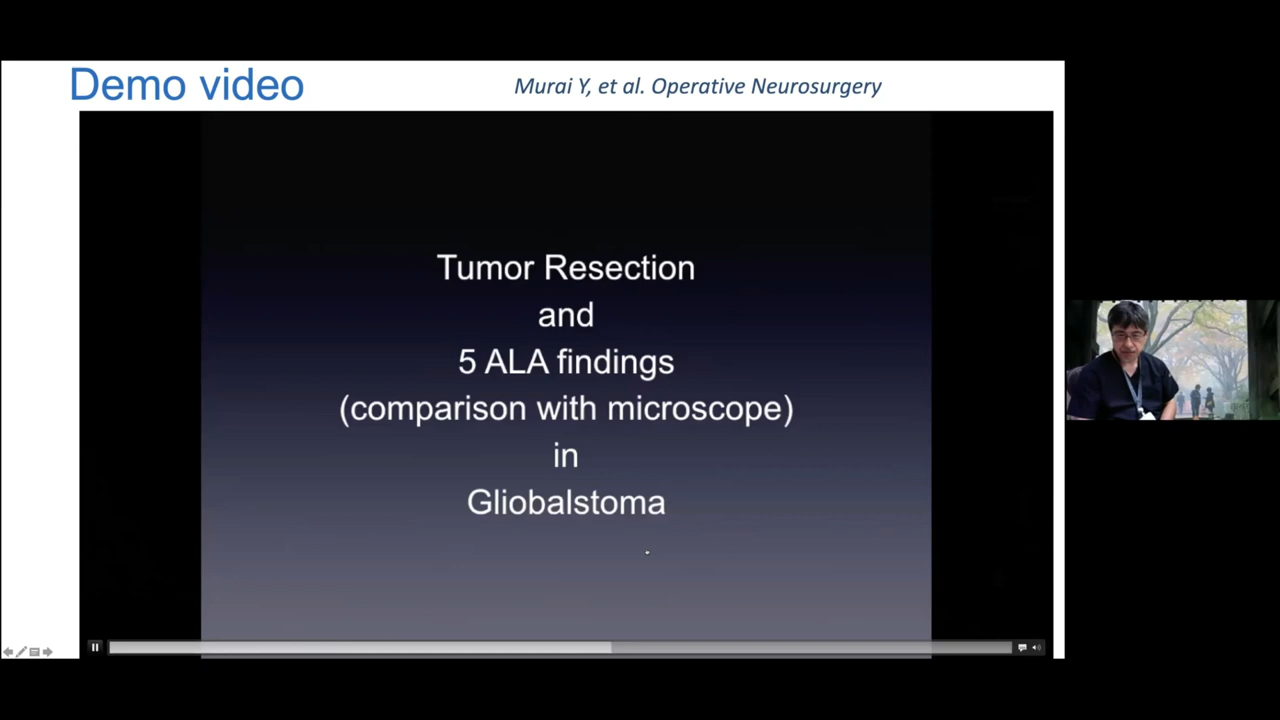 Demo video
Murai Y, et al. Operative Neurosurgery
Tumor Resection
and
5 ALA findings
(comparison with microscope)
in
Gliobalstoma